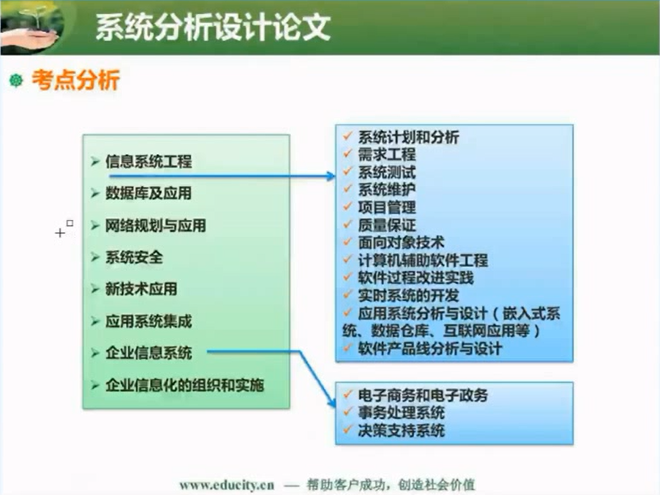 系统分析设计论文
考点分析
信息系统工程
数据库及应用
网络规划与应用
系统安全
新技术应用
应用系统集成
企业信息系统
企业信息化的组织和实施
系统计划和分析
需求工程
系统测试
系统维护
项目管理
质量保证
面向对象技术
计算机辅助软件工程
软件过程改进实践
实时系统的开发
应用系统分析与设计（嵌入式系
统、数据仓库、互联网应用等）
软件产品线分析与设计
电子商务和电子政务
事务处理系统
决策支持系统
www.educity.cn — 帮助客户成功，创造社会价值